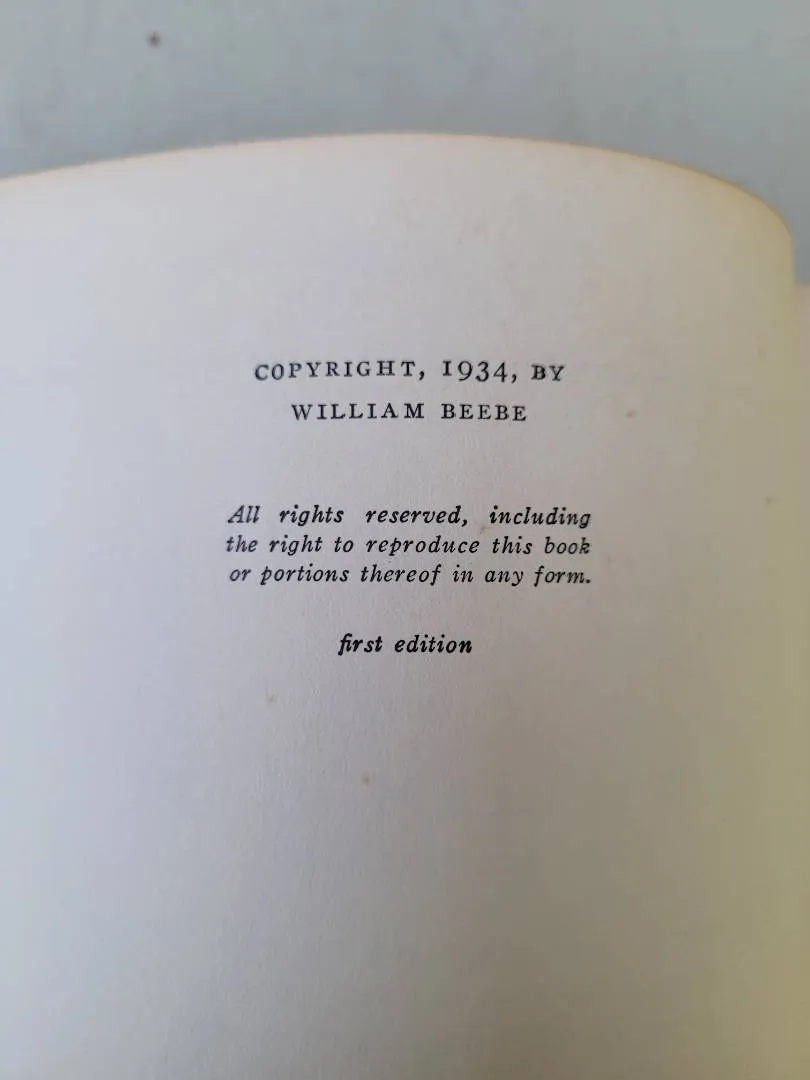 COPYRIGHT, 1934, BY
WILLIAM BEEBE
All rights reserved, including
the right to reproduce this book
or portions thereof in any form.
first edition